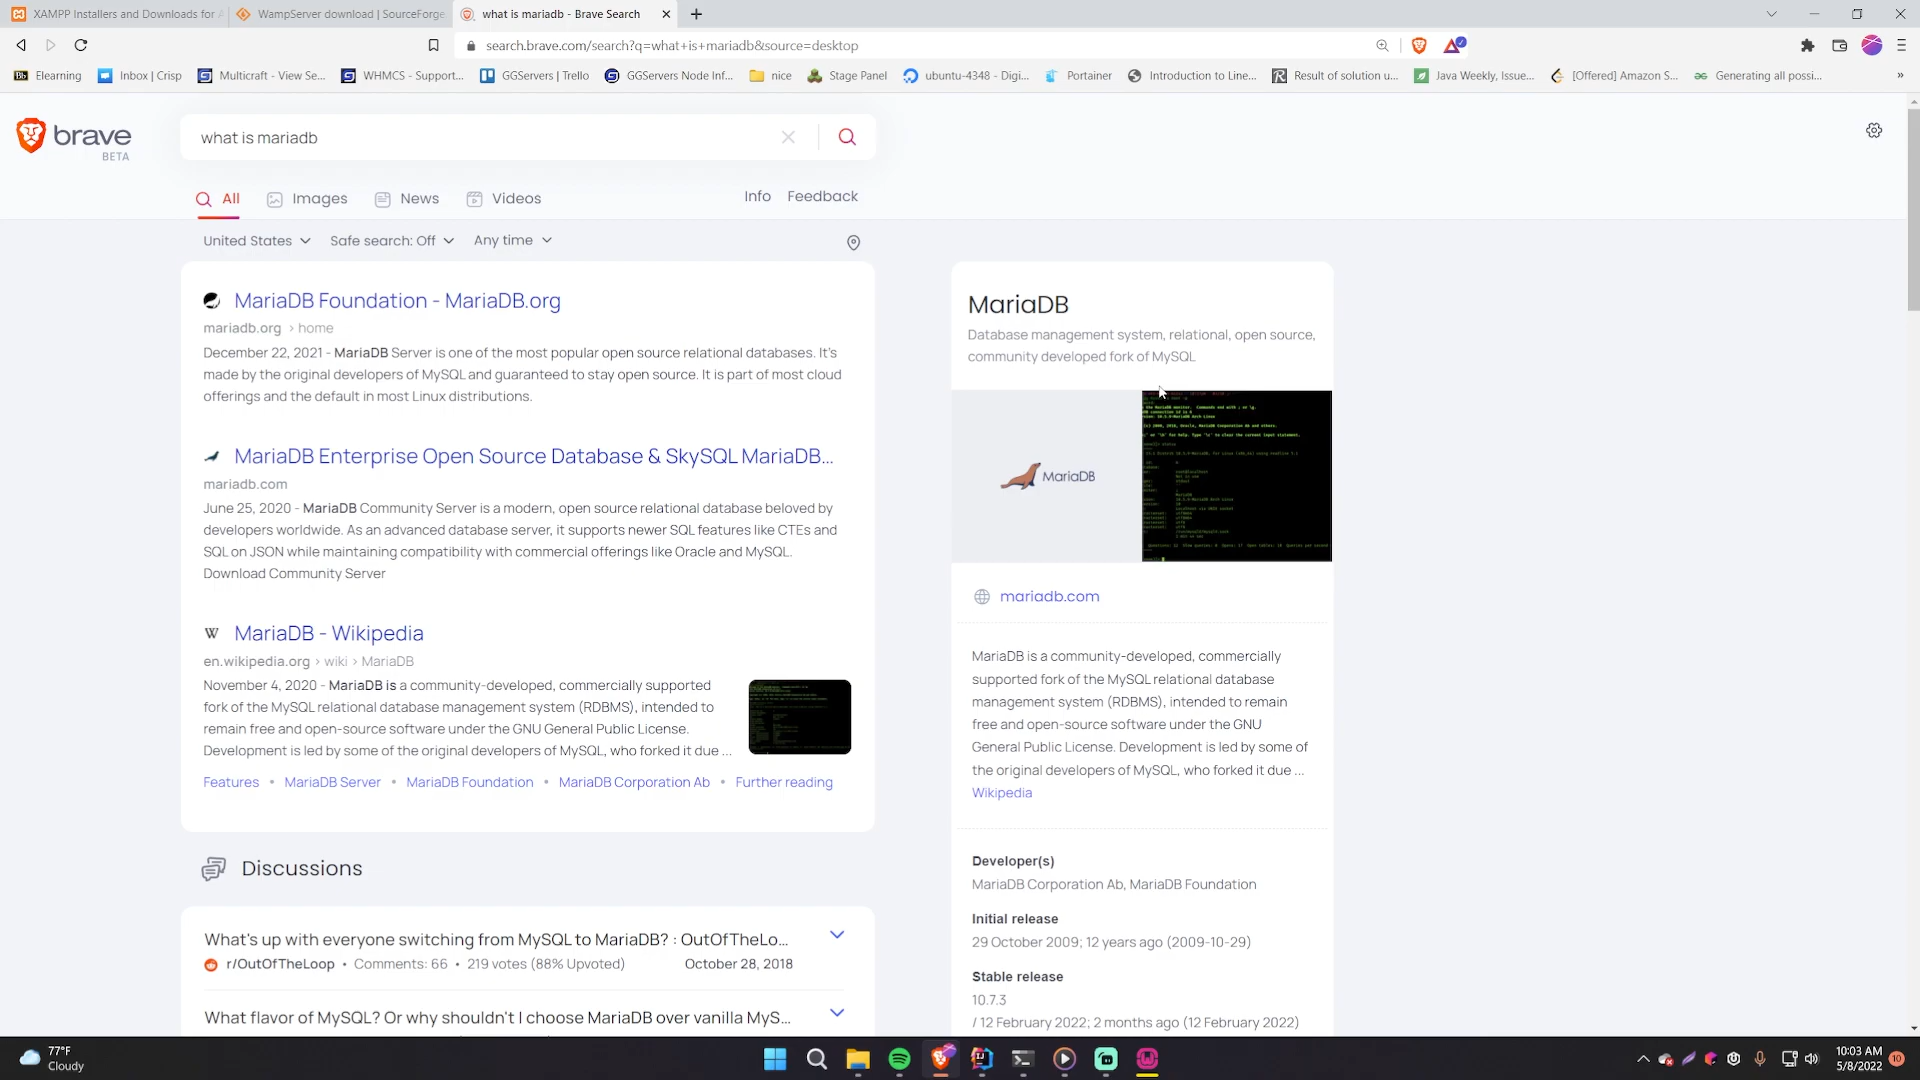 XAMPP Installers and Downloads for A
WampServer download | SourceForge
what is mariadb - Brave Search
search.brave.com/search?q=what+is+mariadb&source=desktop
Bb Elearning
Inbox | Crisp
Multicraft - View Se...
WHMCS - Support...
GGServers | Trello
GGServers Node Inf...
nice
Stage Panel
ubuntu-4348 - Digi...
Portainer
Introduction to Line...
Result of solution u...
Java Weekly, Issue...
[Offered] Amazon S...
Generating all possi...
»
brave
BETA
what is mariadb
All
Images
News
Videos
Info
Feedback
United States
Safe search: Off
Any time
MariaDB Foundation - MariaDB.org
mariadb.org › home
December 22, 2021 - MariaDB Server is one of the most popular open source relational databases. It's
made by the original developers of MySQL and guaranteed to stay open source. It is part of most cloud
offerings and the default in most Linux distributions.
MariaDB Enterprise Open Source Database & SkySQL MariaDB...
mariadb.com
June 25, 2020 - MariaDB Community Server is a modern, open source relational database beloved by
developers worldwide. As an advanced database server, it supports newer SQL features like CTEs and
SQL on JSON while maintaining compatibility with commercial offerings like Oracle and MySQL.
Download Community Server
W MariaDB - Wikipedia
en.wikipedia.org › wiki › MariaDB
November 4, 2020 - MariaDB is a community-developed, commercially supported
fork of the MySQL relational database management system (RDBMS), intended to
remain free and open-source software under the GNU General Public License.
Development is led by some of the original developers of MySQL, who forked it due ...
Features • MariaDB Server • MariaDB Foundation • MariaDB Corporation Ab • Further reading
Discussions
What's up with everyone switching from MySQL to MariaDB? : OutOfTheLo...
r/OutOfTheLoop • Comments: 66 • 219 votes (88% Upvoted)
October 28, 2018
What flavor of MySQL? Or why shouldn't I choose MariaDB over vanilla MyS...
MariaDB
Database management system, relational, open source,
community developed fork of MySQL
MariaDB
mariadb.com
MariaDB is a community-developed, commercially
supported fork of the MySQL relational database
management system (RDBMS), intended to remain
free and open-source software under the GNU
General Public License. Development is led by some of
the original developers of MySQL, who forked it due ...
Wikipedia
Developer(s)
MariaDB Corporation Ab, MariaDB Foundation
Initial release
29 October 2009; 12 years ago (2009-10-29)
Stable release
10.7.3
/ 12 February 2022; 2 months ago (12 February 2022)
77°F
Cloudy
10:03 AM
5/8/2022
10